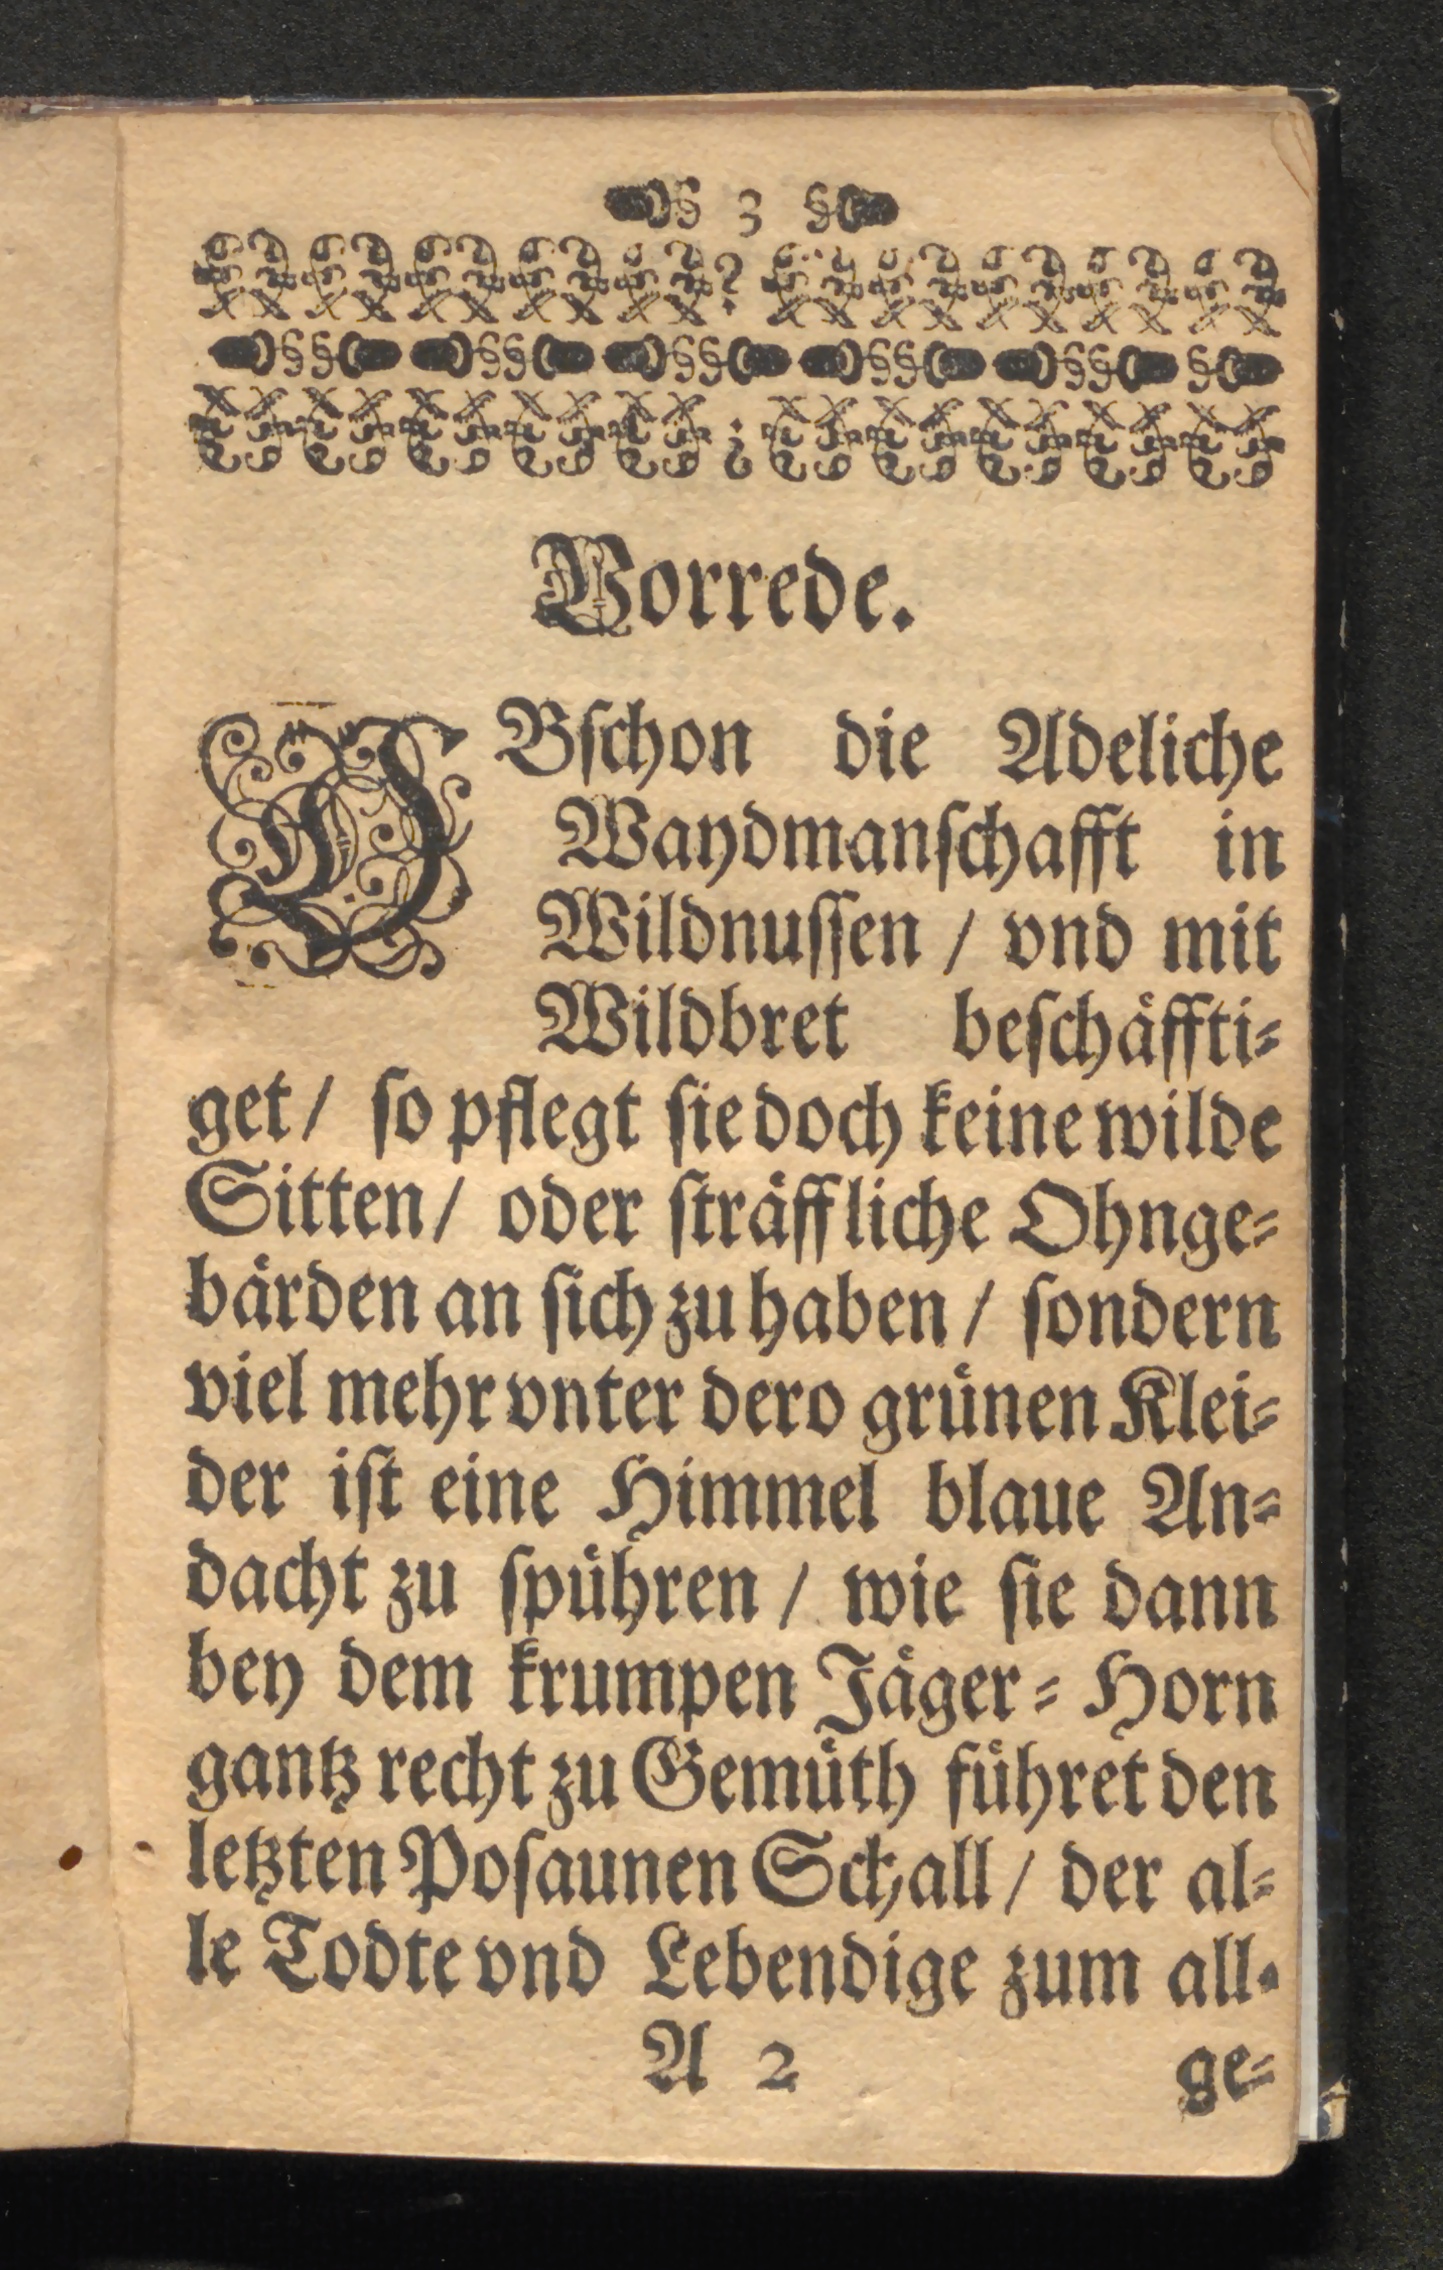 3
Vorrede.
OBſchon die Adeliche
Waydmanſchafft in
Wildnuſſen / vnd mit
Wildbret beſchäffti⸗
get / ſo pflegt ſie doch keine wilde
Sitten / oder ſträffliche Ohnge⸗
bärden an ſich zu haben / ſondern
viel mehr vnter dero grünen Klei⸗
der iſt eine Himmel blaue An⸗
dacht zu ſpühren / wie ſie dann
bey dem krumpen Jäger⸗Horn
gantz recht zu Gemüth führet den
letzten Poſaunen Schall / der al⸗
le Todte vnd Lebendige zum all⸗
A 2 ge⸗